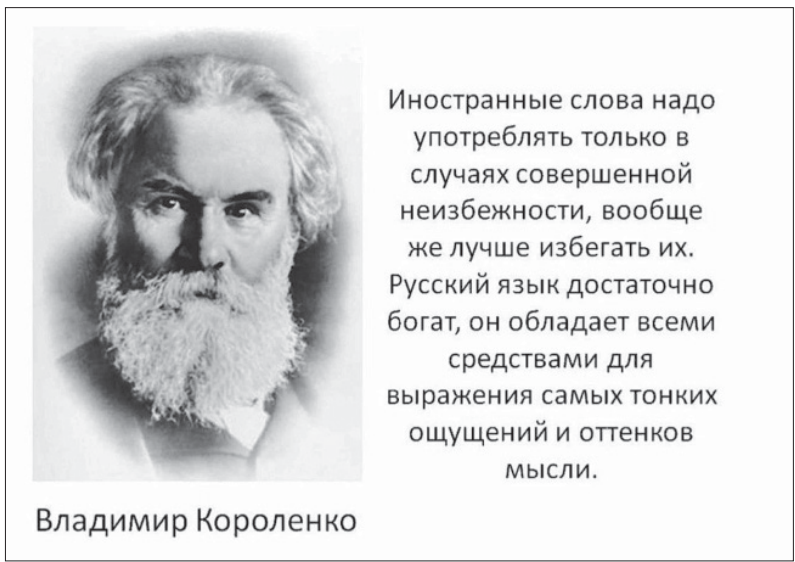 Иностранные слова надо
употреблять только в
случаях совершенной
неизбежности, вообще
же лучше избегать их.
Русский язык достаточно
богат, он обладает всеми
средствами для
выражения самых тонких
ощущений и оттенков
мысли.
Владимир Короленко